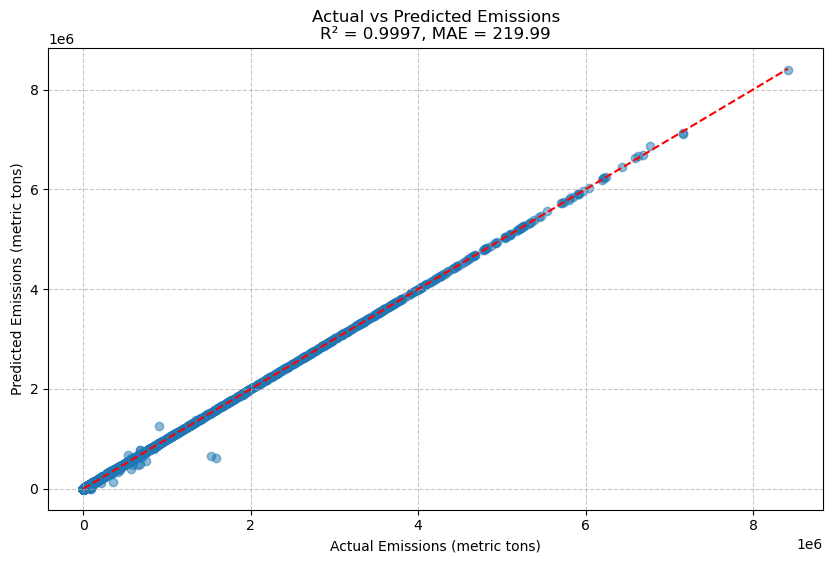 Actual vs Predicted Emissions
R² = 0.9997, MAE = 219.99
1e6
8
6
4
2
0
Predicted Emissions (metric tons)
0 2 4 6 8
1e6
Actual Emissions (metric tons)